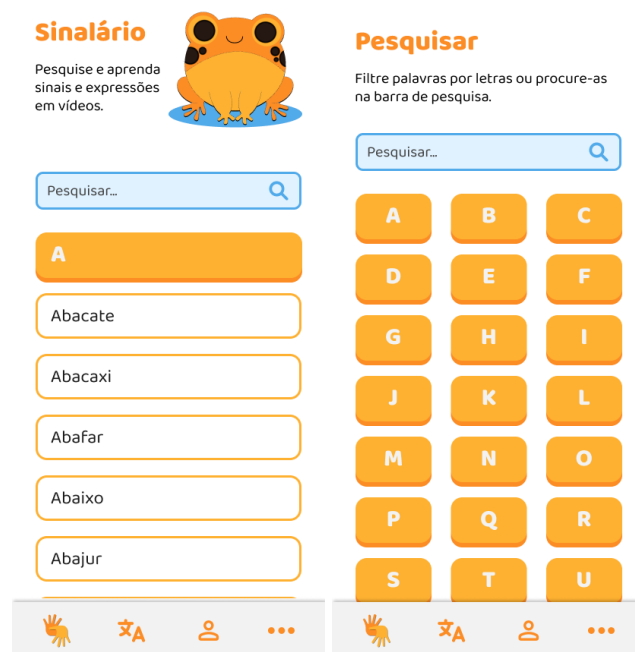 Sinalário
Pesquise e aprenda
sinais e expressões
em vídeos.
Pesquisar...
A
Abacate
Abacaxi
Abafar
Abaixo
Abajur
Pesquisar
Filtre palavras por letras ou procure-as
na barra de pesquisa.
Pesquisar...
A B C
D E F
G H I
J K L
M N O
P Q R
S T U